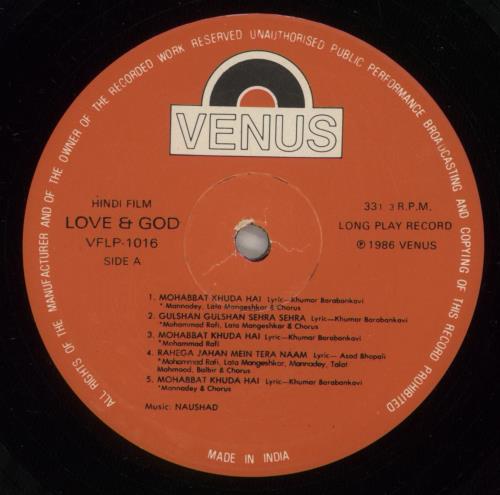 ALL RIGHTS OF THE MANUFACTURER AND OF THE OWNER OF THE RECORDED WORK RESERVED UNAUTHORISED PUBLIC PERFORMANCE BROADCASTING AND COPYING OF THIS RECORD PROHIBITED
VENUS
HINDI FILM
LOVE & GOD
VFLP-1016
SIDE A
331 3 R.P.M.
LONG PLAY RECORD
℗ 1986 VENUS
1. MOHABBAT KHUDA HAI Lyric—Khumar Barabankavi
* Mannadey, Lata Mangeshkar & Chorus
2. GULSHAN GULSHAN SEHRA SEHRA Lyric—Khumar Barabankavi
*Mohammad Rafi, Lata Mangeshkar & Chorus
3. MOHABBAT KHUDA HAI Lyric—Khumar Barabankavi
*Mohammad Rafi
4. RAHEGA JAHAN MEIN TERA NAAM Lyric— Asad Bhopali
*Mohammad Rafi, Lata Mangeshkar, Mannadey, Talat
Mahmood, Balbir & Chorus
5. MOHABBAT KHUDA HAI Lyric—Khumar Barabankavi
*Mannadey & Chorus
Music: NAUSHAD
MADE IN INDIA